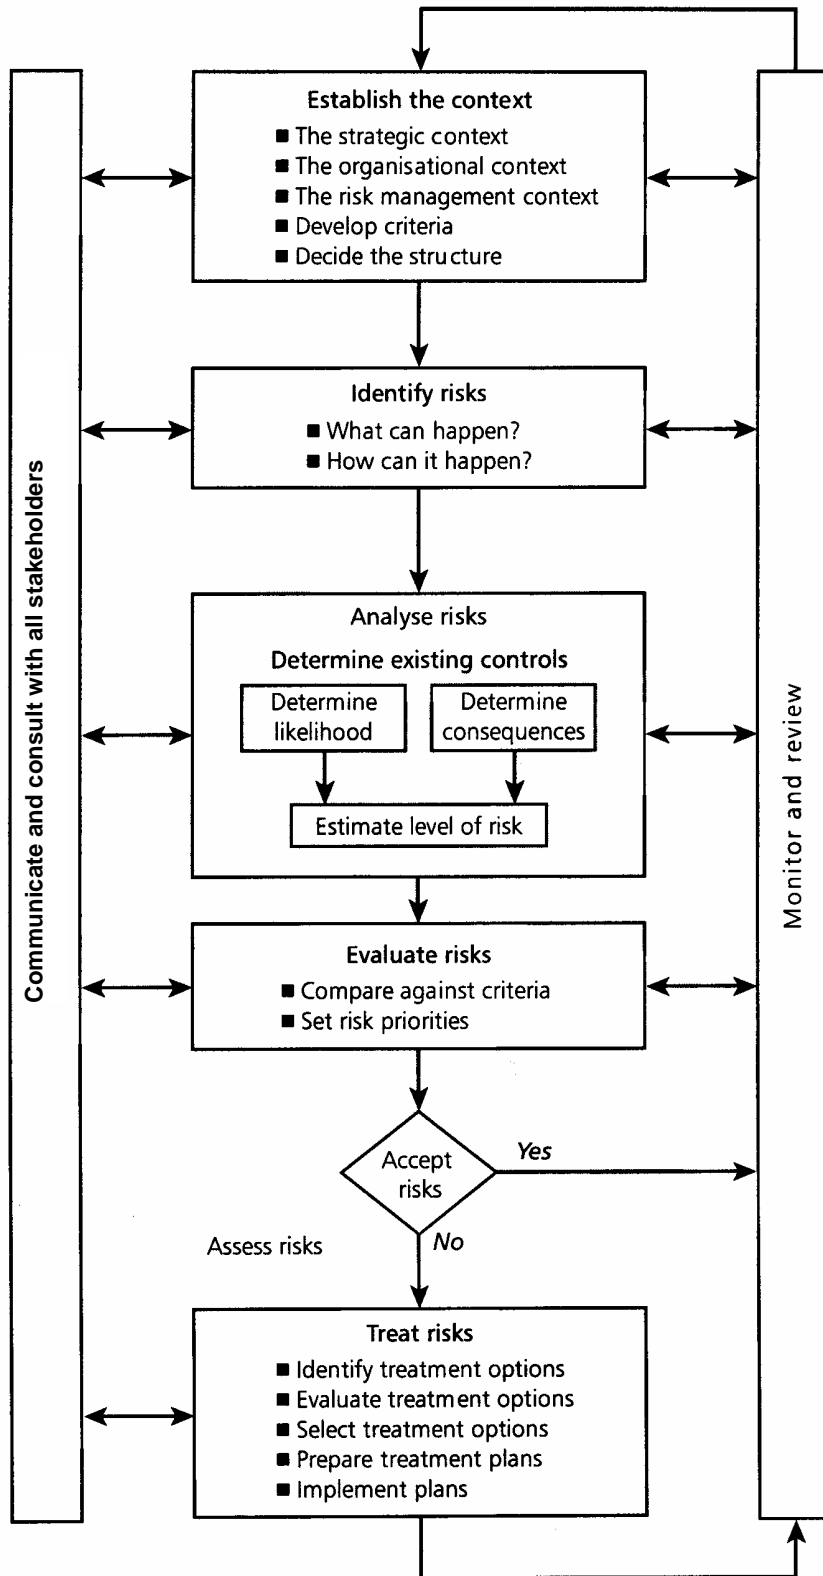 Establish the context
■ The strategic context
■ The organisational context
■ The risk management context
■ Develop criteria
■ Decide the structure
Identify risks
■ What can happen?
■ How can it happen?
Communicate and consult with all stakeholders
Analyse risks
Determine existing controls
Determine
likelihood
Determine
consequences
Estimate level of risk
Monitor and review
Evaluate risks
■ Compare against criteria
■ Set risk priorities
Accept
risks
Yes
No
Assess risks
Treat risks
■ Identify treatment options
■ Evaluate treatment options
■ Select treatment options
■ Prepare treatment plans
■ Implement plans